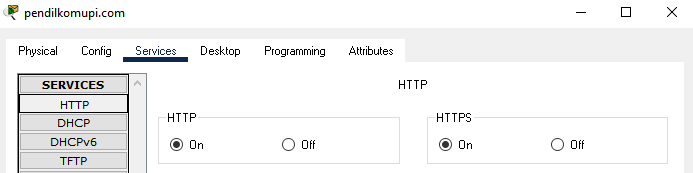 pendilkomupi.com
Physical Config Services Desktop Programming Attributes
SERVICES
HTTP
DHCP
DHCPv6
TFTP
HTTP
HTTP
On Off
HTTPS
On Off